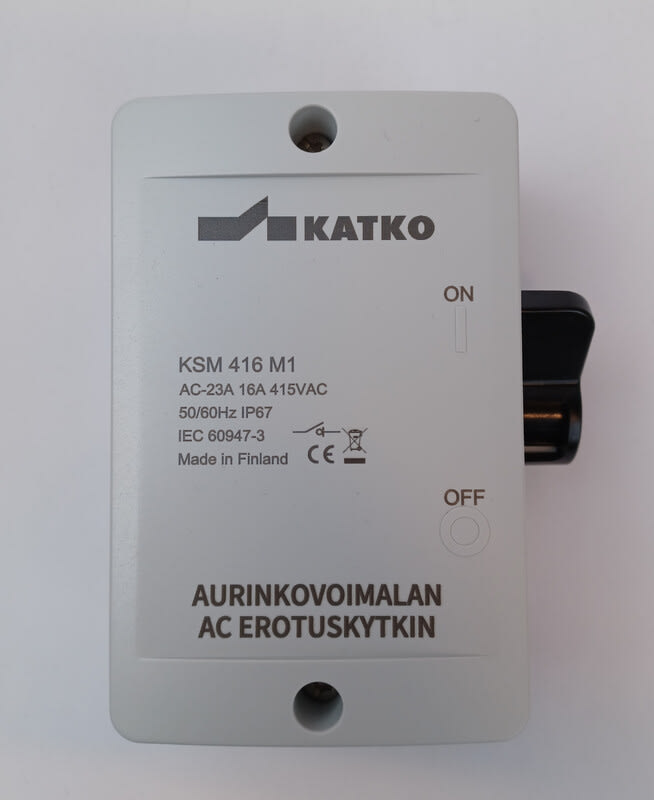 KATKO
ON
KSM 416 M1
AC-23A 16A 415VAC
50/60Hz IP67
IEC 60947-3
Made in Finland CE
OFF
AURINKOVOIMALAN
AC EROTUSKYTKIN